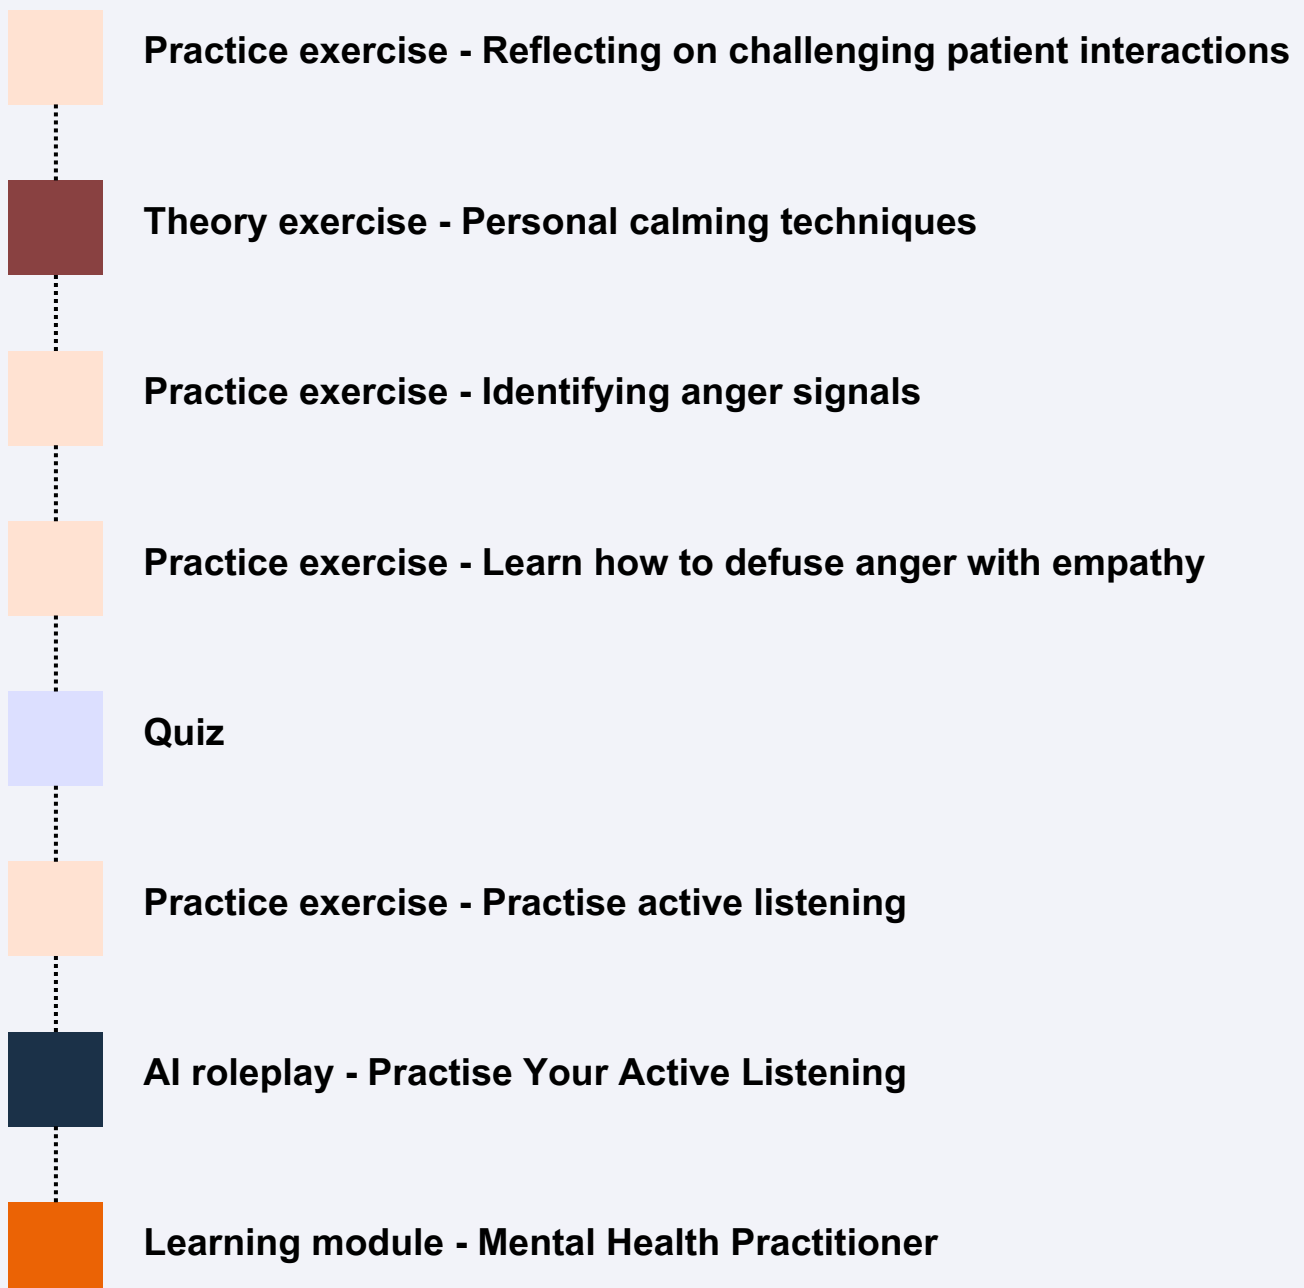 Practice exercise - Reflecting on challenging patient interactions
Theory exercise - Personal calming techniques
Practice exercise - Identifying anger signals
Practice exercise - Learn how to defuse anger with empathy
Quiz
Practice exercise - Practise active listening
AI roleplay - Practise Your Active Listening
Learning module - Mental Health Practitioner